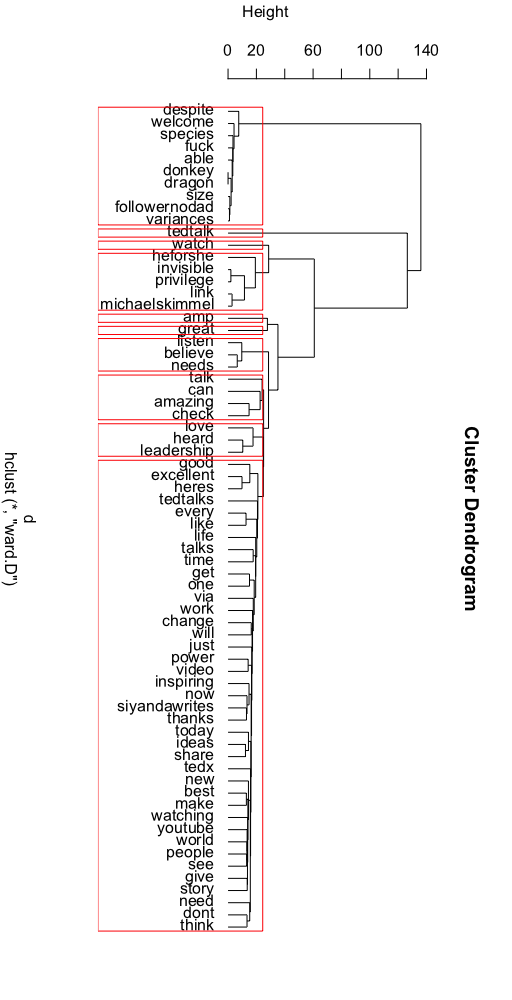 Height
0 20 60 100 140
despite
welcome
species
fuck
able
donkey
dragon
size
followernodad
variances
tedtalk
watch
heforshe
invisible
privilege
link
michaelskimmel
amp
great
listen
believe
needs
talk
can
amazing
check
love
heard
leadership
good
excellent
heres
tedtalks
every
like
life
talks
time
get
one
via
work
change
will
just
power
video
inspiring
now
siyandawrites
thanks
today
ideas
share
tedx
new
best
make
watching
youtube
world
people
see
give
story
need
dont
think
Cluster Dendrogram
d
hclust (*, "ward.D")